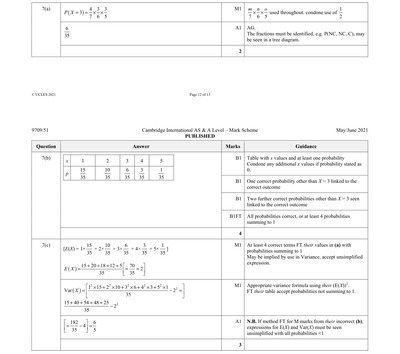 7(a) P(X = 3) = 4/7 × 3/6 × 3/5 M1 m/7 × n/6 × o/5 used throughout. condone use of 1/2
6/35 A1 AG.
The fractions must be identified, e.g. P(NC, NC, C), may be seen in a tree diagram.
2
© UCLES 2021 Page 12 of 13
9709/51 Cambridge International AS & A Level – Mark Scheme May/June 2021
PUBLISHED
Question Answer Marks Guidance
7(b) x 1 2 3 4 5
p 15/35 10/35 6/35 3/35 1/35
B1 Table with x values and at least one probability
Condone any additional x values if probability stated as 0.
B1 One correct probability other than X = 3 linked to the correct outcome
B1 Two further correct probabilities other than X = 3 seen linked to the correct outcome
B1FT All probabilities correct, or at least 4 probabilities summing to 1
4
7(c) [E(X) = 1× 15/35 + 2× 10/35 + 3× 6/35 + 4× 3/35 + 5× 1/35]
E(X) = (15 + 20 + 18 + 12 + 5)/35 [= 70/35 = 2]
M1 At least 4 correct terms FT their values in (a) with probabilities summing to 1
May be implied by use in Variance, accept unsimplified expression.
Var(X) = [(1² × 15 + 2² × 10 + 3² × 6 + 4² × 3 + 5² × 1)/35 − 2² =]
(15 + 40 + 54 + 48 + 25)/35 − 2²
M1 Appropriate variance formula using their (E(X))².
FT their table accept probabilities not summing to 1.
A1 N.B. If method FT for M marks from their incorrect (b), expressions for E(X) and Var(X) must be seen unsimplified with all probabilities <1
3